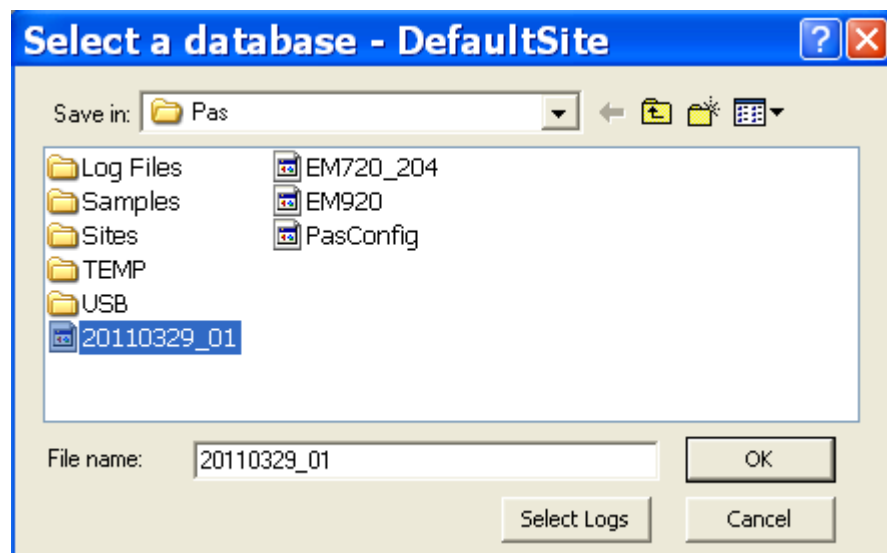 Select a database - DefaultSite
Save in: Pas
Log Files
Samples
Sites
TEMP
USB
20110329_01
EM720_204
EM920
PasConfig
File name: 20110329_01
OK
Select Logs
Cancel